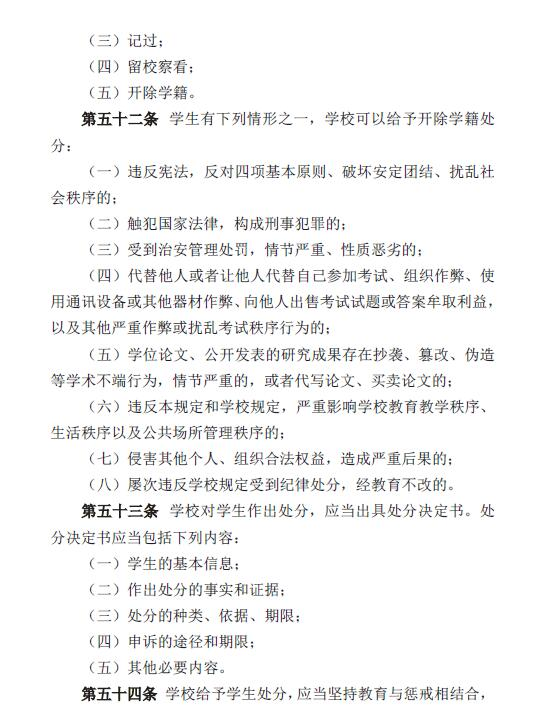 （三）记过；
（四）留校察看；
（五）开除学籍。
第五十二条 学生有下列情形之一，学校可以给予开除学籍处
分：
（一）违反宪法，反对四项基本原则、破坏安定团结、扰乱社
会秩序的；
（二）触犯国家法律，构成刑事犯罪的；
（三）受到治安管理处罚，情节严重、性质恶劣的；
（四）代替他人或者让他人代替自己参加考试、组织作弊、使
用通讯设备或其他器材作弊、向他人出售考试试题或答案牟取利益，
以及其他严重作弊或扰乱考试秩序行为的；
（五）学位论文、公开发表的研究成果存在抄袭、篡改、伪造
等学术不端行为，情节严重的，或者代写论文、买卖论文的；
（六）违反本规定和学校规定，严重影响学校教育教学秩序、
生活秩序以及公共场所管理秩序的；
（七）侵害其他个人、组织合法权益，造成严重后果的；
（八）屡次违反学校规定受到纪律处分，经教育不改的。
第五十三条 学校对学生作出处分，应当出具处分决定书。处
分决定书应当包括下列内容：
（一）学生的基本信息；
（二）作出处分的事实和证据；
（三）处分的种类、依据、期限；
（四）申诉的途径和期限；
（五）其他必要内容。
第五十四条 学校给予学生处分，应当坚持教育与惩戒相结合，